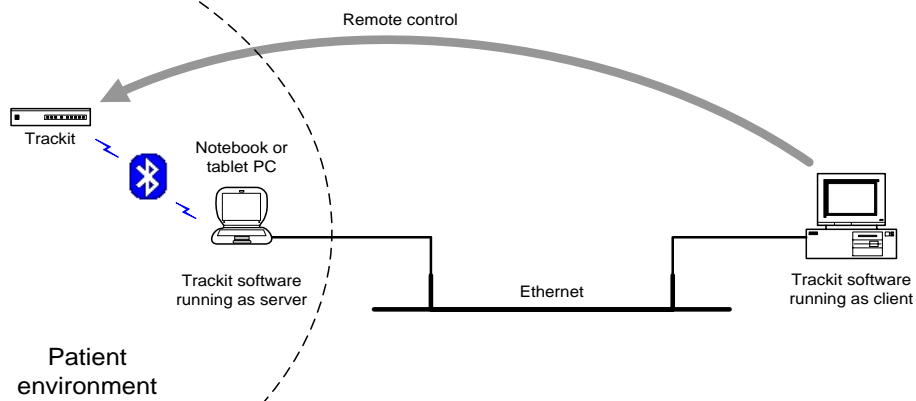 Remote control
Trackit
Notebook or
tablet PC
Trackit software
running as server
Ethernet
Trackit software
running as client
Patient
environment